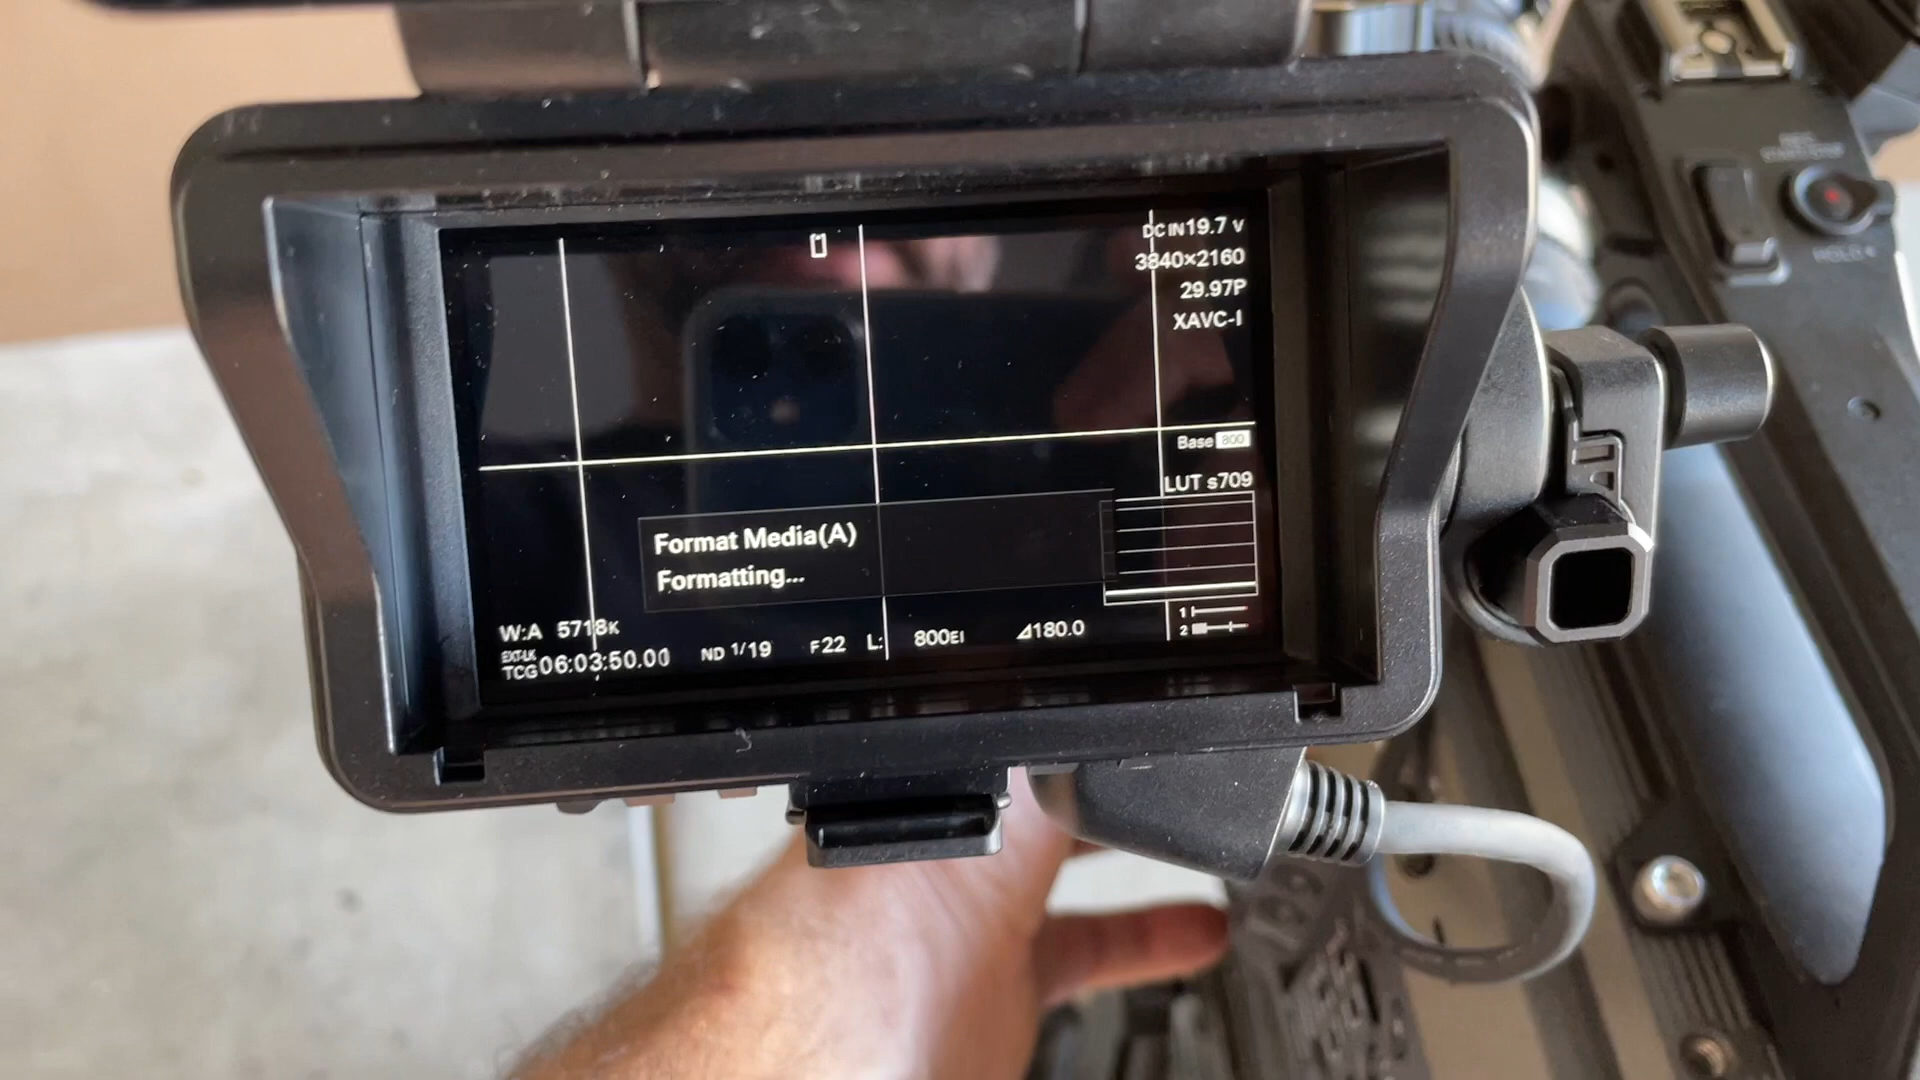 DC IN 19.7 V
3840×2160
29.97P
XAVC-I
Base 800
LUT s709
Format Media(A)
Formatting...
1
2
W:A 5718K
ND 1/19 F22 L: 800EI ⊿180.0
EXT-LK
TCG 06:03:50.00
HOLD